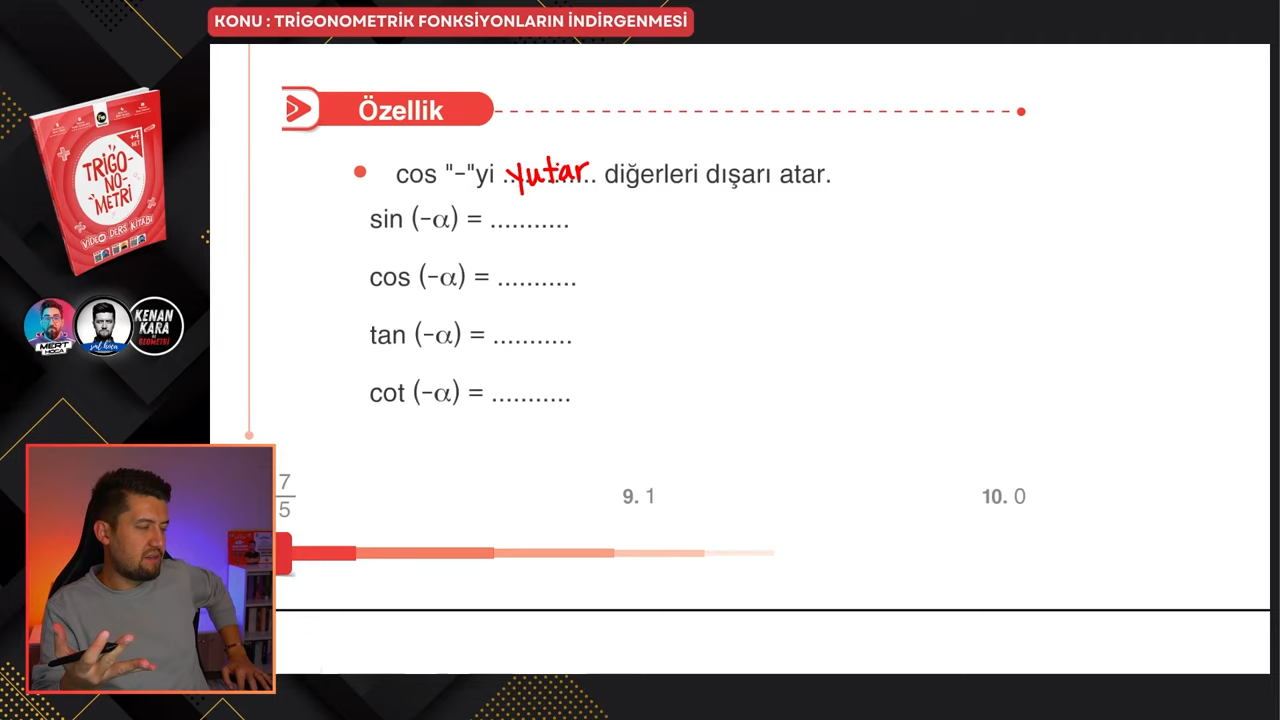 KONU : TRİGONOMETRİK FONKSİYONLARIN İNDİRGENMESİ
Özellik
cos "-"yi yutar diğerleri dışarı atar.
sin (-α) = ...........
cos (-α) = ...........
tan (-α) = ...........
cot (-α) = ...........
7
5
9. 1
10. 0
+4 NET
TRİGO-
NO-
METRİ
VİDEO DERS KİTABI
MERT
HOCA
KENAN
KARA
GEOMETRİ